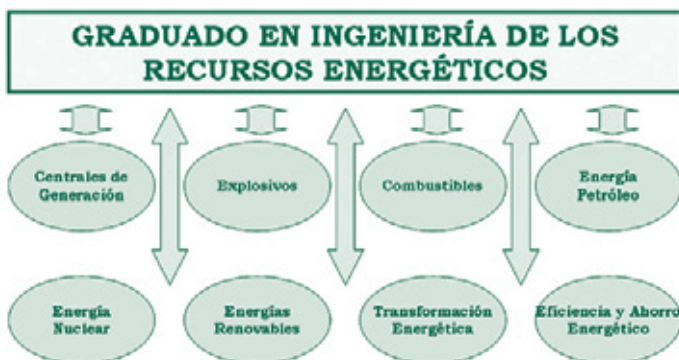 GRADUADO EN INGENIERÍA DE LOS
RECURSOS ENERGÉTICOS
Centrales de
Generación
Explosivos
Combustibles
Energía
Petróleo
Energía
Nuclear
Energías
Renovables
Transformación
Energética
Eficiencia y Ahorro
Energético